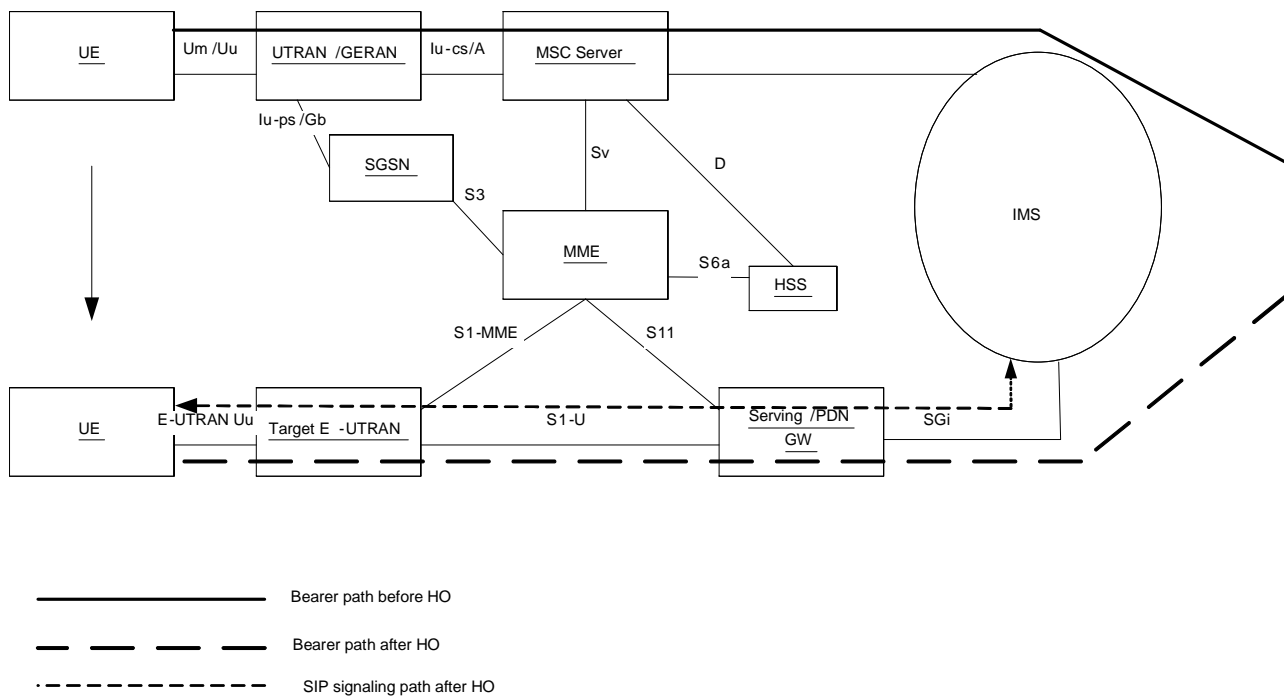 UE
Um /Uu
UTRAN /GERAN
Iu-cs/A
MSC Server
Iu-ps /Gb
SGSN
S3
Sv
D
IMS
MME
S6a
HSS
S1-MME
S11
UE
E-UTRAN Uu
Target E -UTRAN
S1-U
Serving /PDN
GW
SGi
Bearer path before HO
Bearer path after HO
SIP signaling path after HO